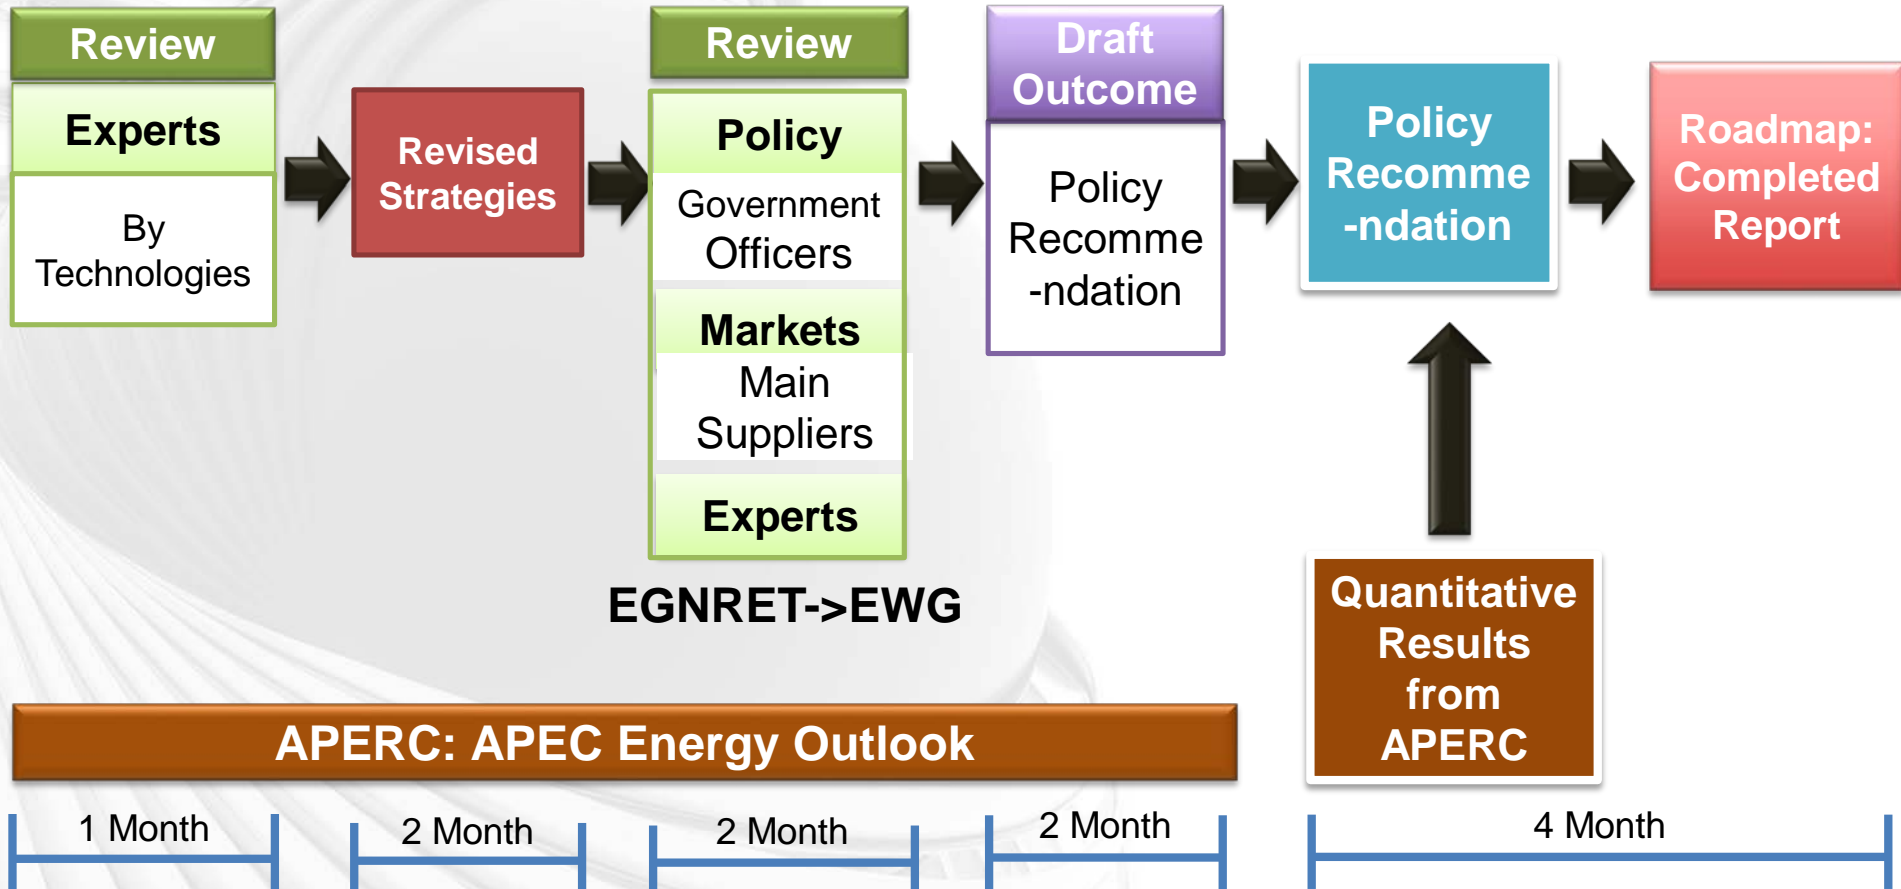 Review
Experts
By
Technologies
Revised
Strategies
Review
Policy
Government
Officers
Markets
Main
Suppliers
Experts
EGNRET->EWG
Draft
Outcome
Policy
Recomme
-ndation
Policy
Recomme
-ndation
Roadmap:
Completed
Report
Quantitative
Results
from
APERC
APERC: APEC Energy Outlook
1 Month
2 Month
2 Month
2 Month
4 Month